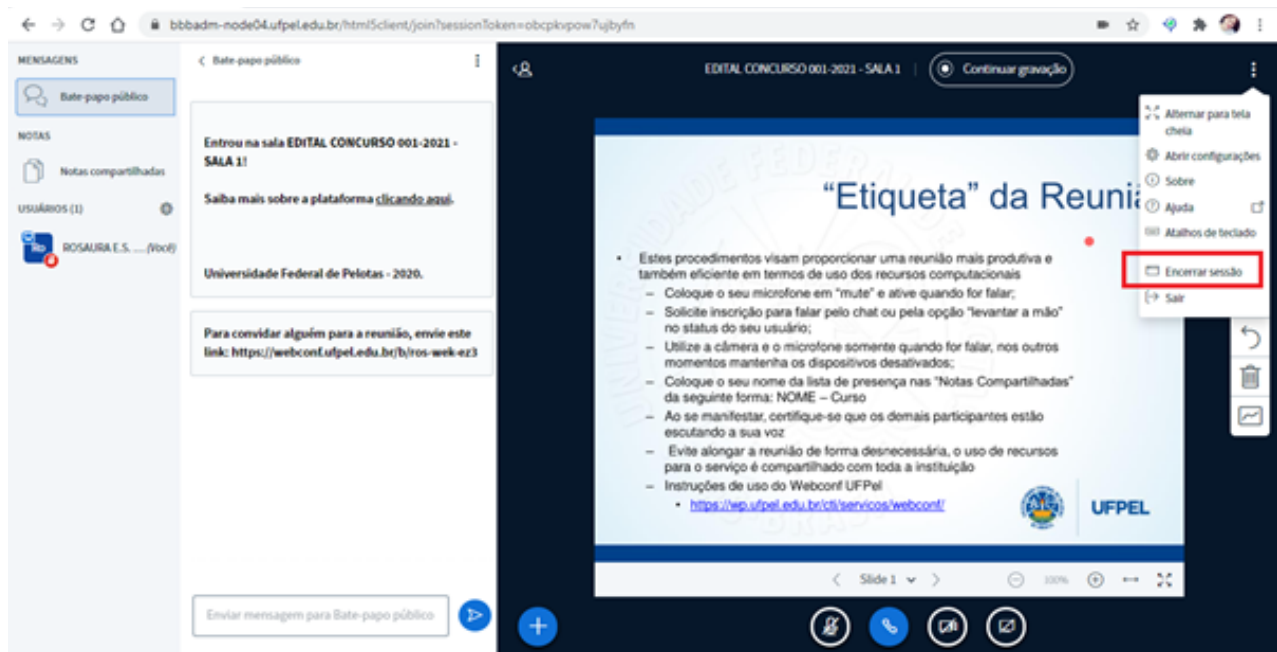 bbbadm-node04.ufpel.edu.br/html5client/join?sessionToken=obcpkvpow7ujbyfn
MENSAGENS
Bate-papo público
NOTAS
Notas compartilhadas
USUÁRIOS (1)
RO
ROSAURA E.S. .... (Você)
Bate-papo público
Entrou na sala EDITAL CONCURSO 001-2021 -
SALA 1!
Saiba mais sobre a plataforma clicando aqui.
Universidade Federal de Pelotas - 2020.
Para convidar alguém para a reunião, envie este
link: https://webconf.ufpel.edu.br/b/ros-wek-ez3
Enviar mensagem para Bate-papo público
EDITAL CONCURSO 001-2021 - SALA 1
Continuar gravação
"Etiqueta" da Reuniã
• Estes procedimentos visam proporcionar uma reunião mais produtiva e
também eficiente em termos de uso dos recursos computacionais
– Coloque o seu microfone em "mute" e ative quando for falar;
– Solicite inscrição para falar pelo chat ou pela opção "levantar a mão"
no status do seu usuário;
– Utilize a câmera e o microfone somente quando for falar, nos outros
momentos mantenha os dispositivos desativados;
– Coloque o seu nome da lista de presença nas "Notas Compartilhadas"
da seguinte forma: NOME – Curso
– Ao se manifestar, certifique-se que os demais participantes estão
escutando a sua voz
– Evite alongar a reunião de forma desnecessária, o uso de recursos
para o serviço é compartilhado com toda a instituição
– Instruções de uso do Webconf UFPel
• https://wp.ufpel.edu.br/cti/servicos/webconf/
UFPEL
Slide 1
100%
Alternar para tela
cheia
Abrir configurações
Sobre
Ajuda
Atalhos de teclado
Encerrar sessão
Sair